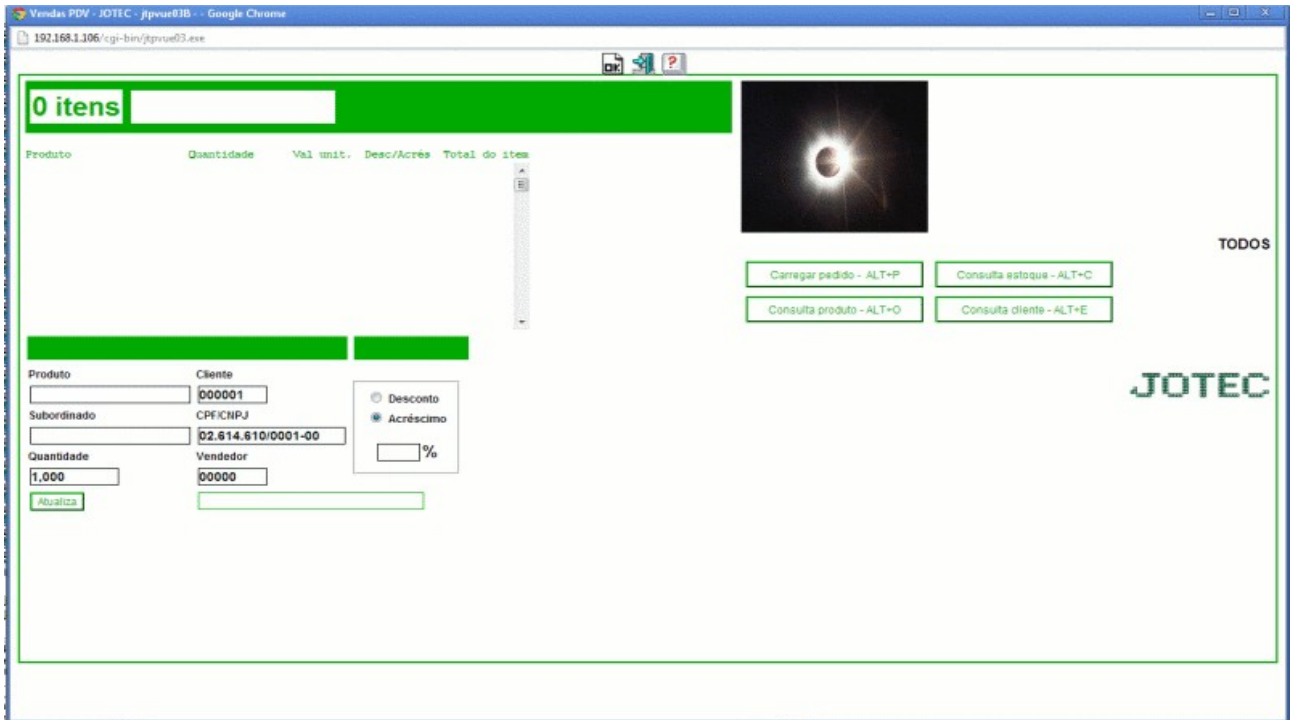 Vendas PDV - JOTEC - jtpvue03B - - Google Chrome
192.168.1.106/cgi-bin/jtpvue03.exe
OK ?
0 itens
Produto Quantidade Val unit. Desc/Acrés Total do item
TODOS
Carregar pedido - ALT+P Consulta estoque - ALT+C
Consulta produto - ALT+O Consulta cliente - ALT+E
JOTEC
Produto Cliente
000001
Desconto
Subordinado CPF/CNPJ
Acréscimo
02.614.610/0001-00
Quantidade Vendedor
%
1,000 00000
Atualiza